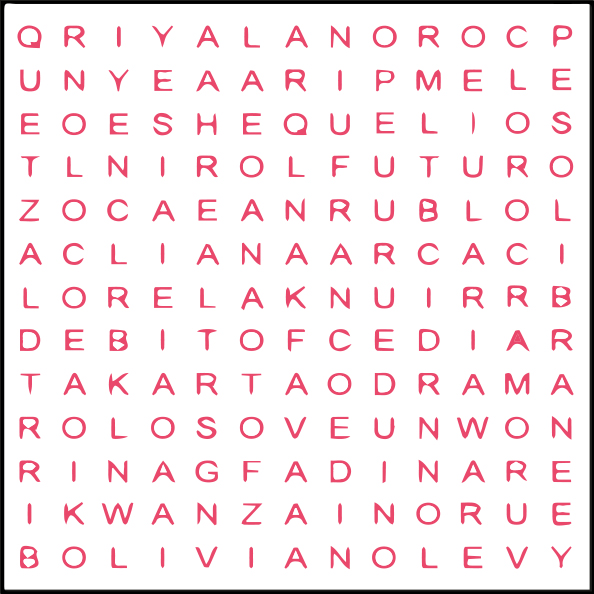 Q R I Y A L A N O R O C P
U N Y E A A R I P M E L E
E O E S H E Q U E L I O S
T L N I R O L F U T U R O
Z O C A E A N R U B L O L
A C L I A N A A R C A C I
L O R E L A K N U I R R B
D E B I T O F C E D I A R
T A K A R T A O D R A M A
R O L O S O V E U N W O N
R I N A G F A D I N A R E
I K W A N Z A I N O R U E
B O L I V I A N O L E V Y